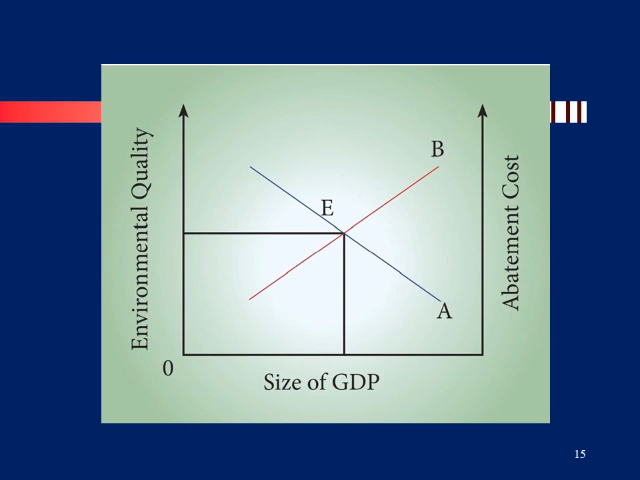 Environmental Quality
B
E
A
Abatement Cost
0
Size of GDP
15